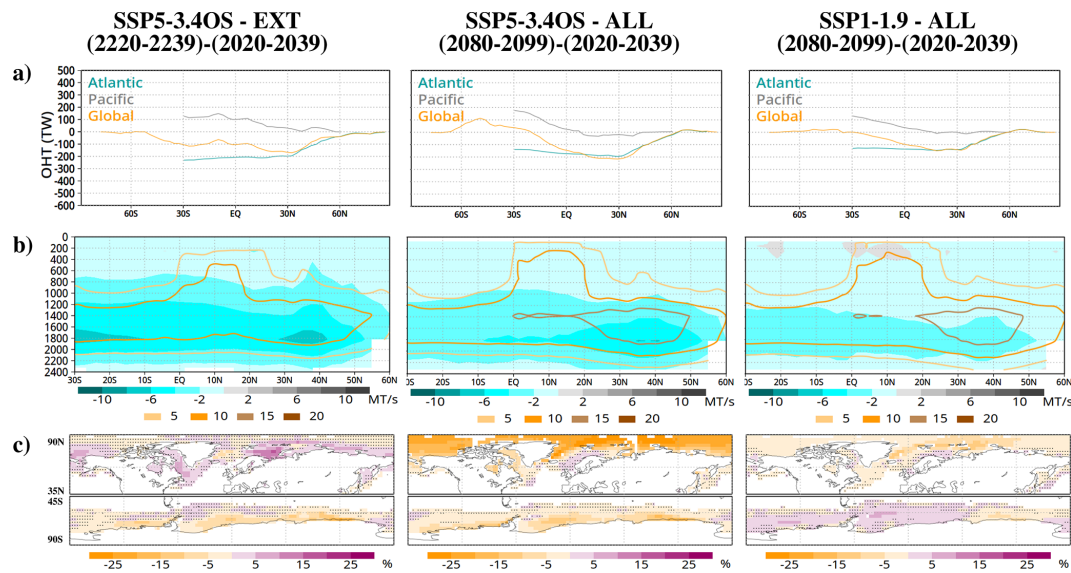 SSP5-3.4OS - EXT
(2220-2239)-(2020-2039)
SSP5-3.4OS - ALL
(2080-2099)-(2020-2039)
SSP1-1.9 - ALL
(2080-2099)-(2020-2039)
a)
OHT (TW)
500
400
300
200
100
0
-100
-200
-300
-400
-500
-600
Atlantic
Pacific
Global
60S 30S EQ 30N 60N
Atlantic
Pacific
Global
60S 30S EQ 30N 60N
Atlantic
Pacific
Global
60S 30S EQ 30N 60N
b)
0
200
400
600
800
1000
1200
1400
1600
1800
2000
2200
2400
30S 20S 10S EQ 10N 20N 30N 40N 50N 60N
30S 20S 10S EQ 10N 20N 30N 40N 50N 60N
30S 20S 10S EQ 10N 20N 30N 40N 50N 60N
-10 -6 -2 2 6 10 MT/s
-10 -6 -2 2 6 10 MT/s
-10 -6 -2 2 6 10 MT/s
5 10 15 20
5 10 15 20
5 10 15 20
c)
90N
35N
45S
90S
-25 -15 -5 5 15 25 %
-25 -15 -5 5 15 25 %
-25 -15 -5 5 15 25 %